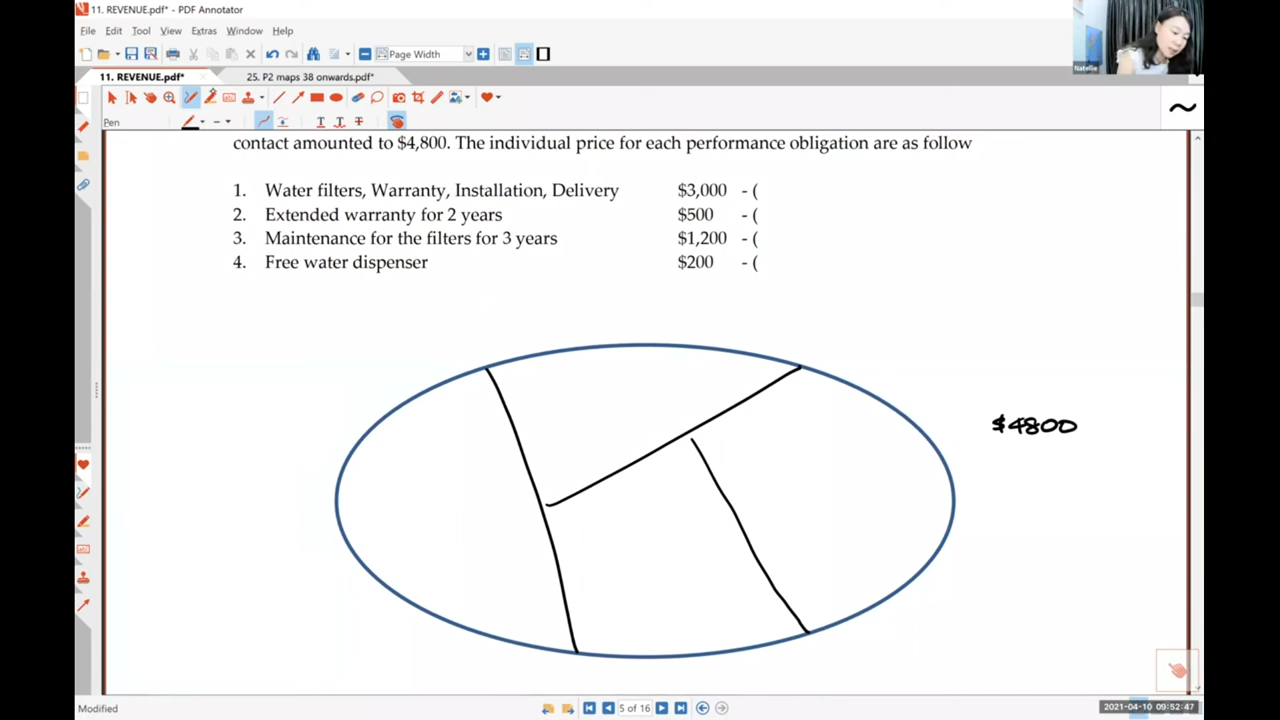 11. REVENUE.pdf* - PDF Annotator
File Edit Tool View Extras Window Help
Page Width
Natellie
11. REVENUE.pdf* 25. P2 maps 38 onwards.pdf*
Pen
contact amounted to $4,800. The individual price for each performance obligation are as follow
1. Water filters, Warranty, Installation, Delivery $3,000 - (
2. Extended warranty for 2 years $500 - (
3. Maintenance for the filters for 3 years $1,200 - (
4. Free water dispenser $200 - (
$4800
Modified 5 of 16 2021-04-10 09:52:47